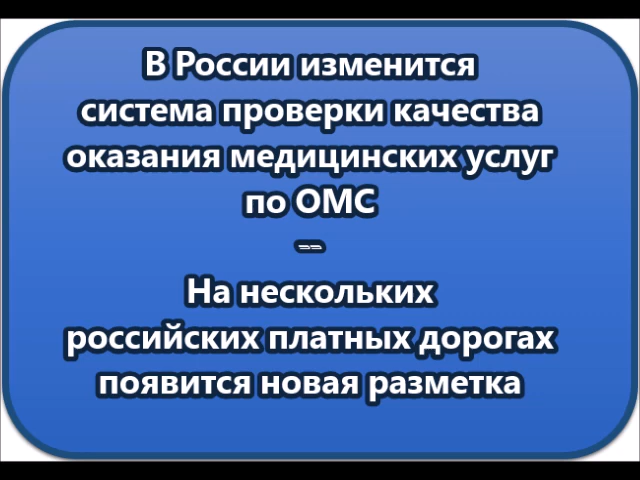 В России изменится
система проверки качества
оказания медицинских услуг
по ОМС
--
На нескольких
российских платных дорогах
появится новая разметка